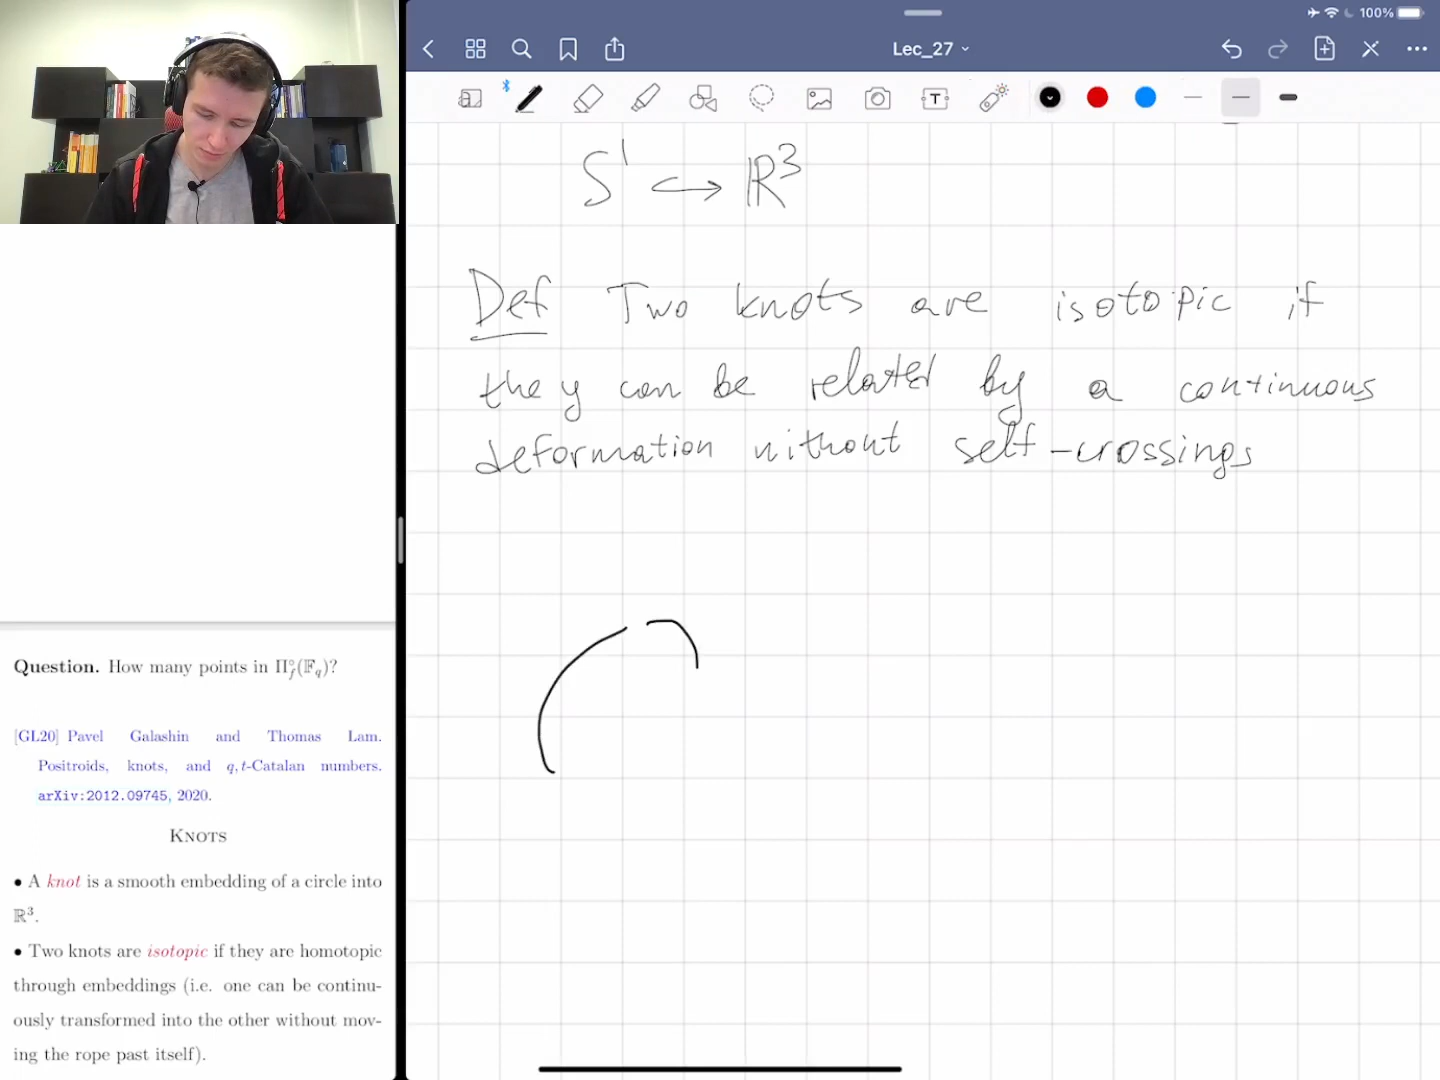 100%
Lec_27
S¹ ↪ ℝ³
Def Two knots are isotopic if
they can be related by a continuous
deformation without self-crossings
Question. How many points in Π°_f(𝔽_q)?
[GL20] Pavel Galashin and Thomas Lam.
Positroids, knots, and q,t-Catalan numbers.
arXiv:2012.09745, 2020.
KNOTS
• A knot is a smooth embedding of a circle into
ℝ³.
• Two knots are isotopic if they are homotopic
through embeddings (i.e. one can be continu-
ously transformed into the other without mov-
ing the rope past itself).